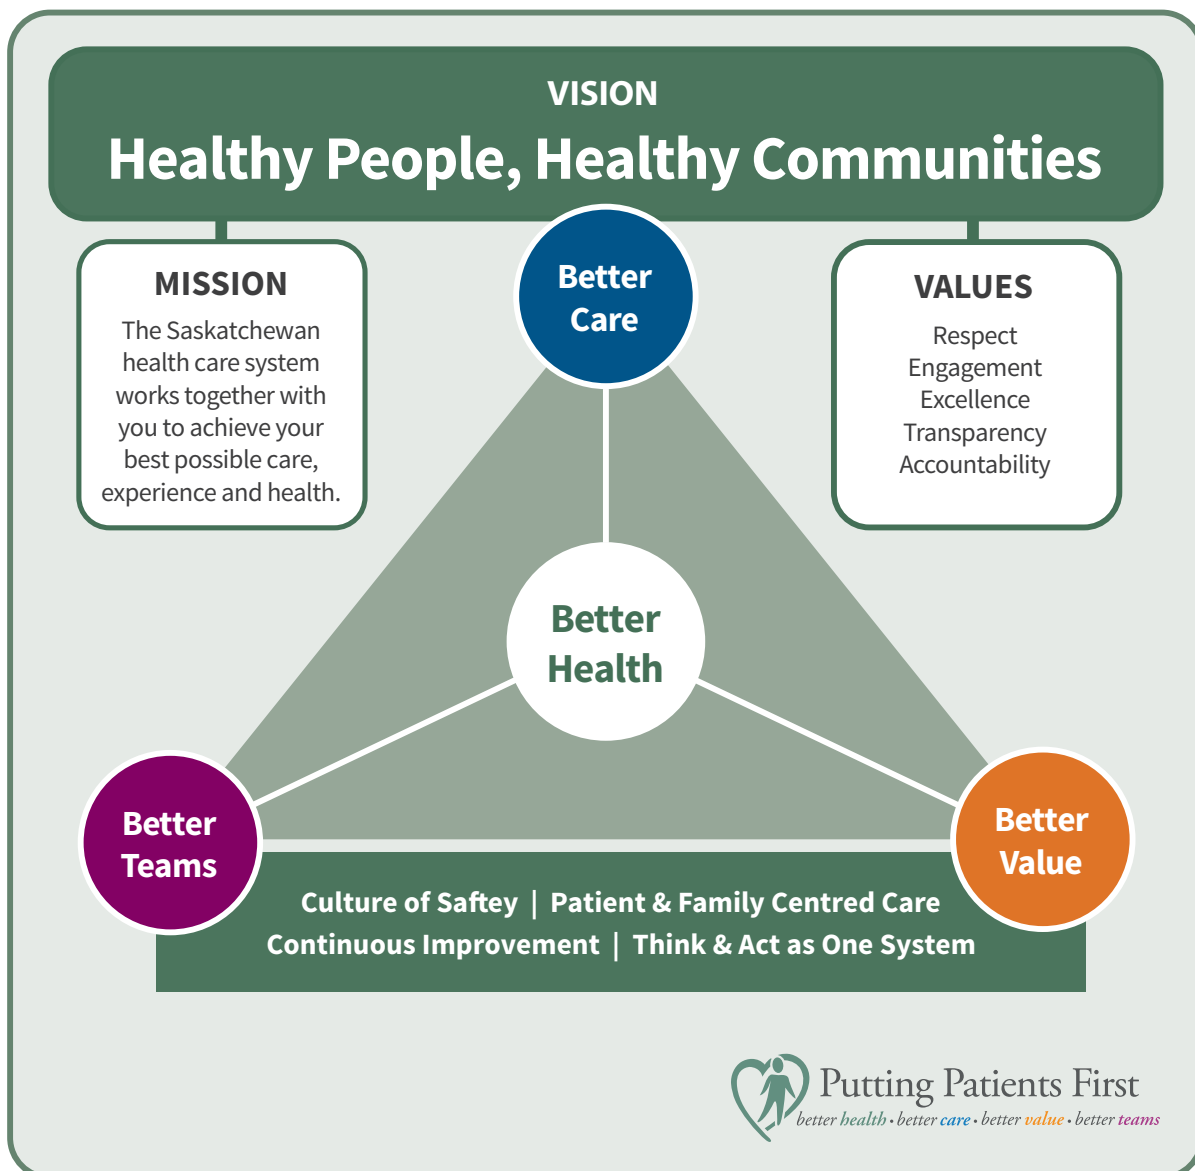 VISION
Healthy People, Healthy Communities
MISSION
The Saskatchewan
health care system
works together with
you to achieve your
best possible care,
experience and health.
Better
Care
VALUES
Respect
Engagement
Excellence
Transparency
Accountability
Better
Health
Better
Teams
Better
Value
Culture of Saftey | Patient & Family Centred Care
Continuous Improvement | Think & Act as One System
Putting Patients First
better health • better care • better value • better teams